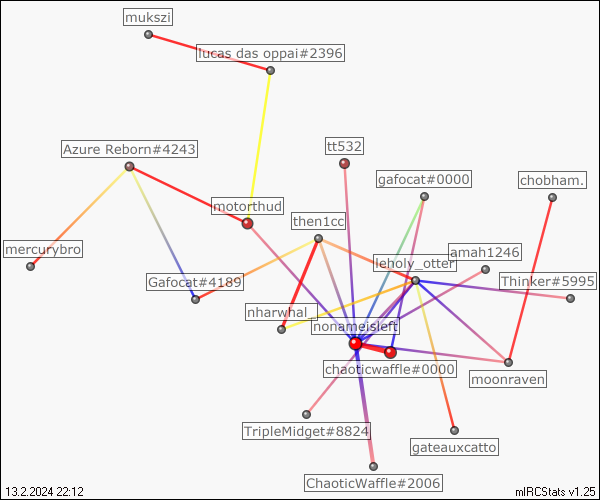 mukszi
lucas das oppai#2396
Azure Reborn#4243
tt532
gafocat#0000
chobham.
motorthud
then1cc
mercurybro
leholy_otter
amah1246
Gafocat#4189
Thinker#5995
nharwhal_
nonameisleft
chaoticwaffle#0000
moonraven
TripleMidget#8824
gateauxcatto
ChaoticWaffle#2006
13.2.2024 22:12
mIRCStats v1.25